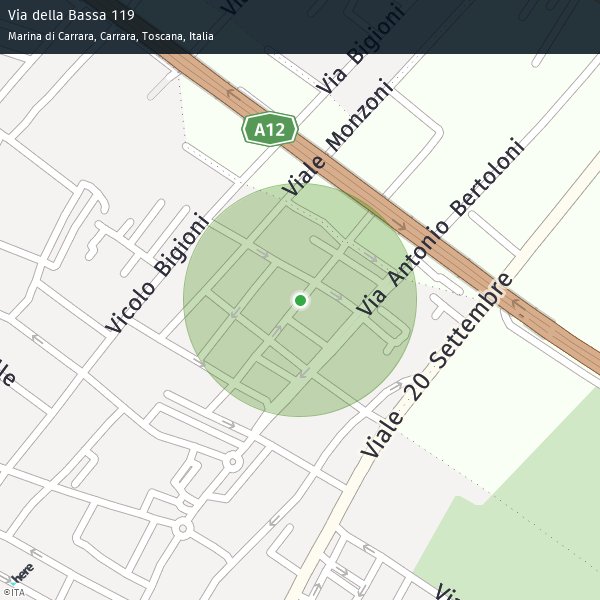 Via della Bassa 119
Marina di Carrara, Carrara, Toscana, Italia
Via Bigioni
Viale Monzoni
A12
Via Antonio Bertoloni
Vicolo Bigioni
Viale 20 Settembre
here
©ITA